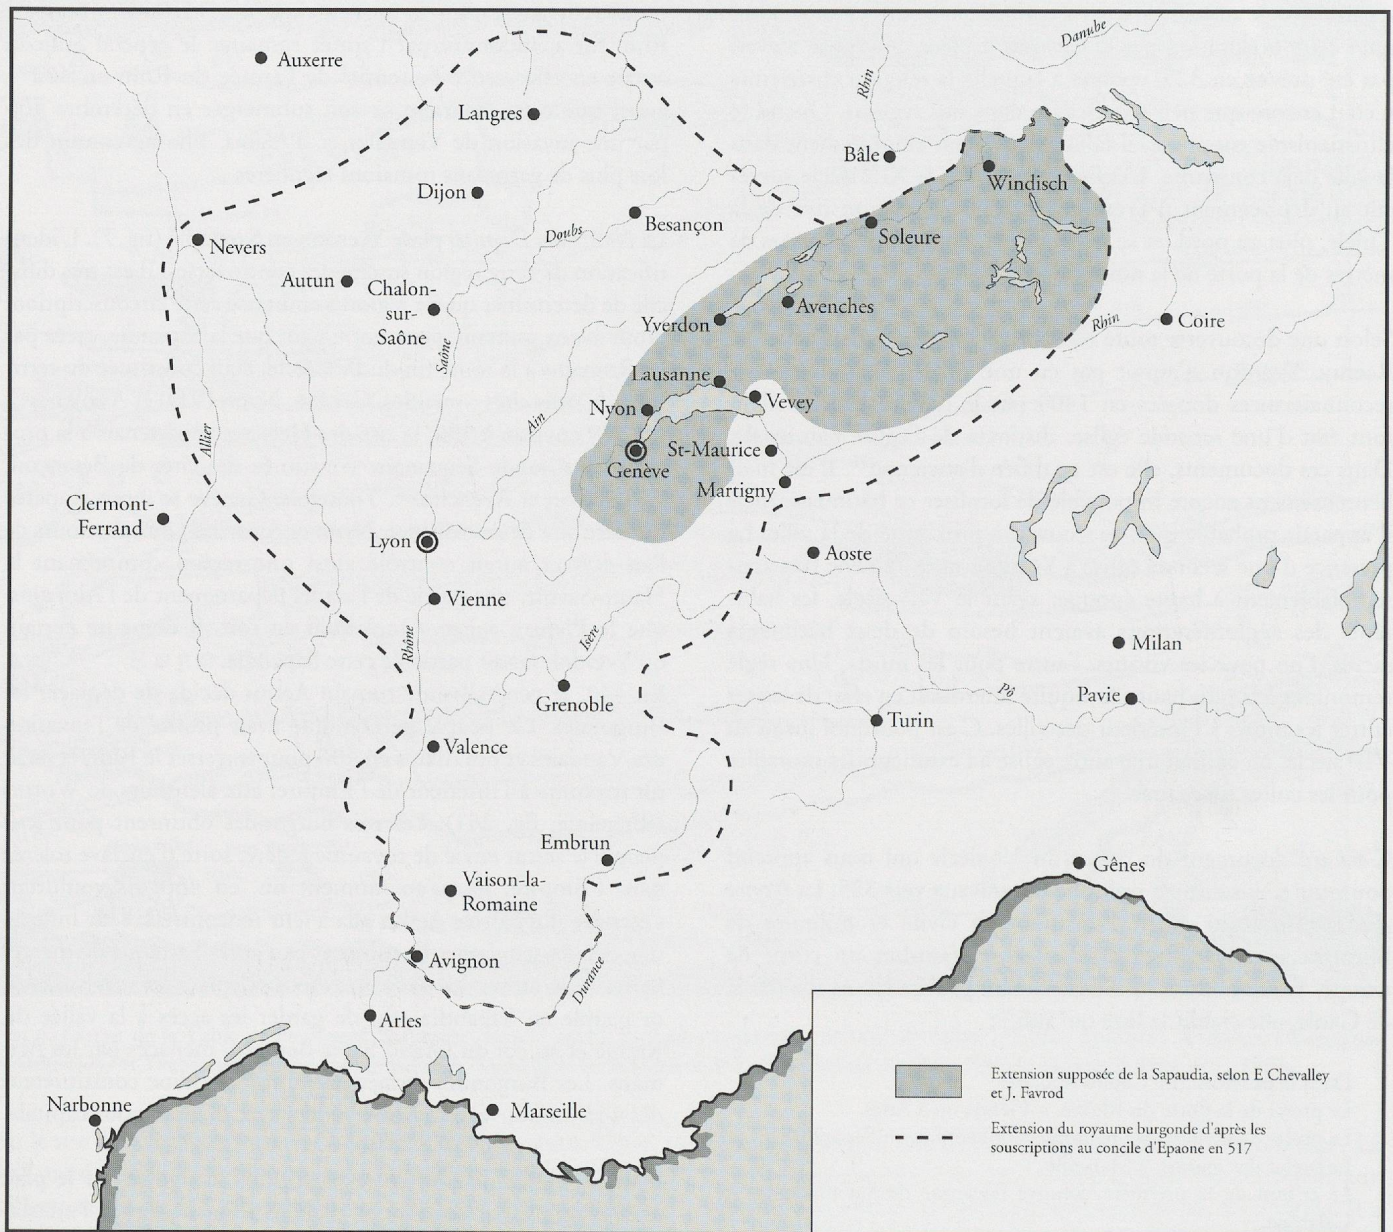 Danube
Auxerre
Rhin
Langres
Bâle
Windisch
Dijon
Besançon
Soleure
Doubs
Nevers
Autun
Chalon-
sur-
Saône
Avenches
Yverdon
Rhin
Coire
Saône
Lausanne
Nyon
Vevey
Ain
Allier
Genève
St-Maurice
Martigny
Clermont-
Ferrand
Lyon
Aoste
Vienne
Rhône
Isère
Milan
Grenoble
Pô
Pavie
Turin
Valence
Embrun
Gênes
Vaison-la-
Romaine
Avignon
Durance
Arles
Narbonne
Marseille
Extension supposée de la Sapaudia, selon F. Chevalley
et J. Favrod
Extension du royaume burgonde d'après les
souscriptions au concile d'Epaone en 517